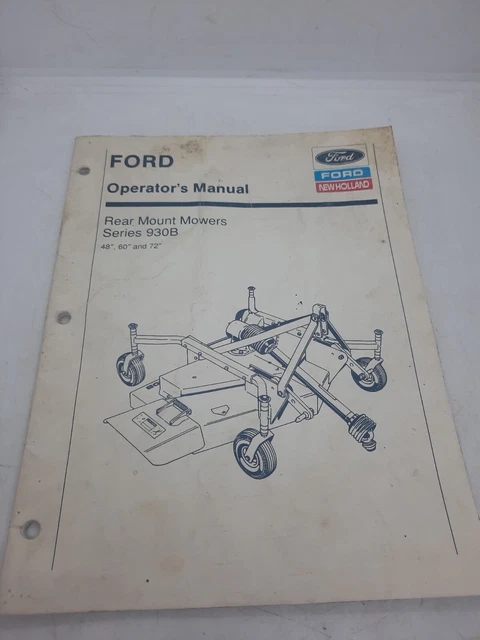 FORD
Operator's Manual
Ford
FORD
NEW HOLLAND
Rear Mount Mowers
Series 930B
48", 60" and 72"